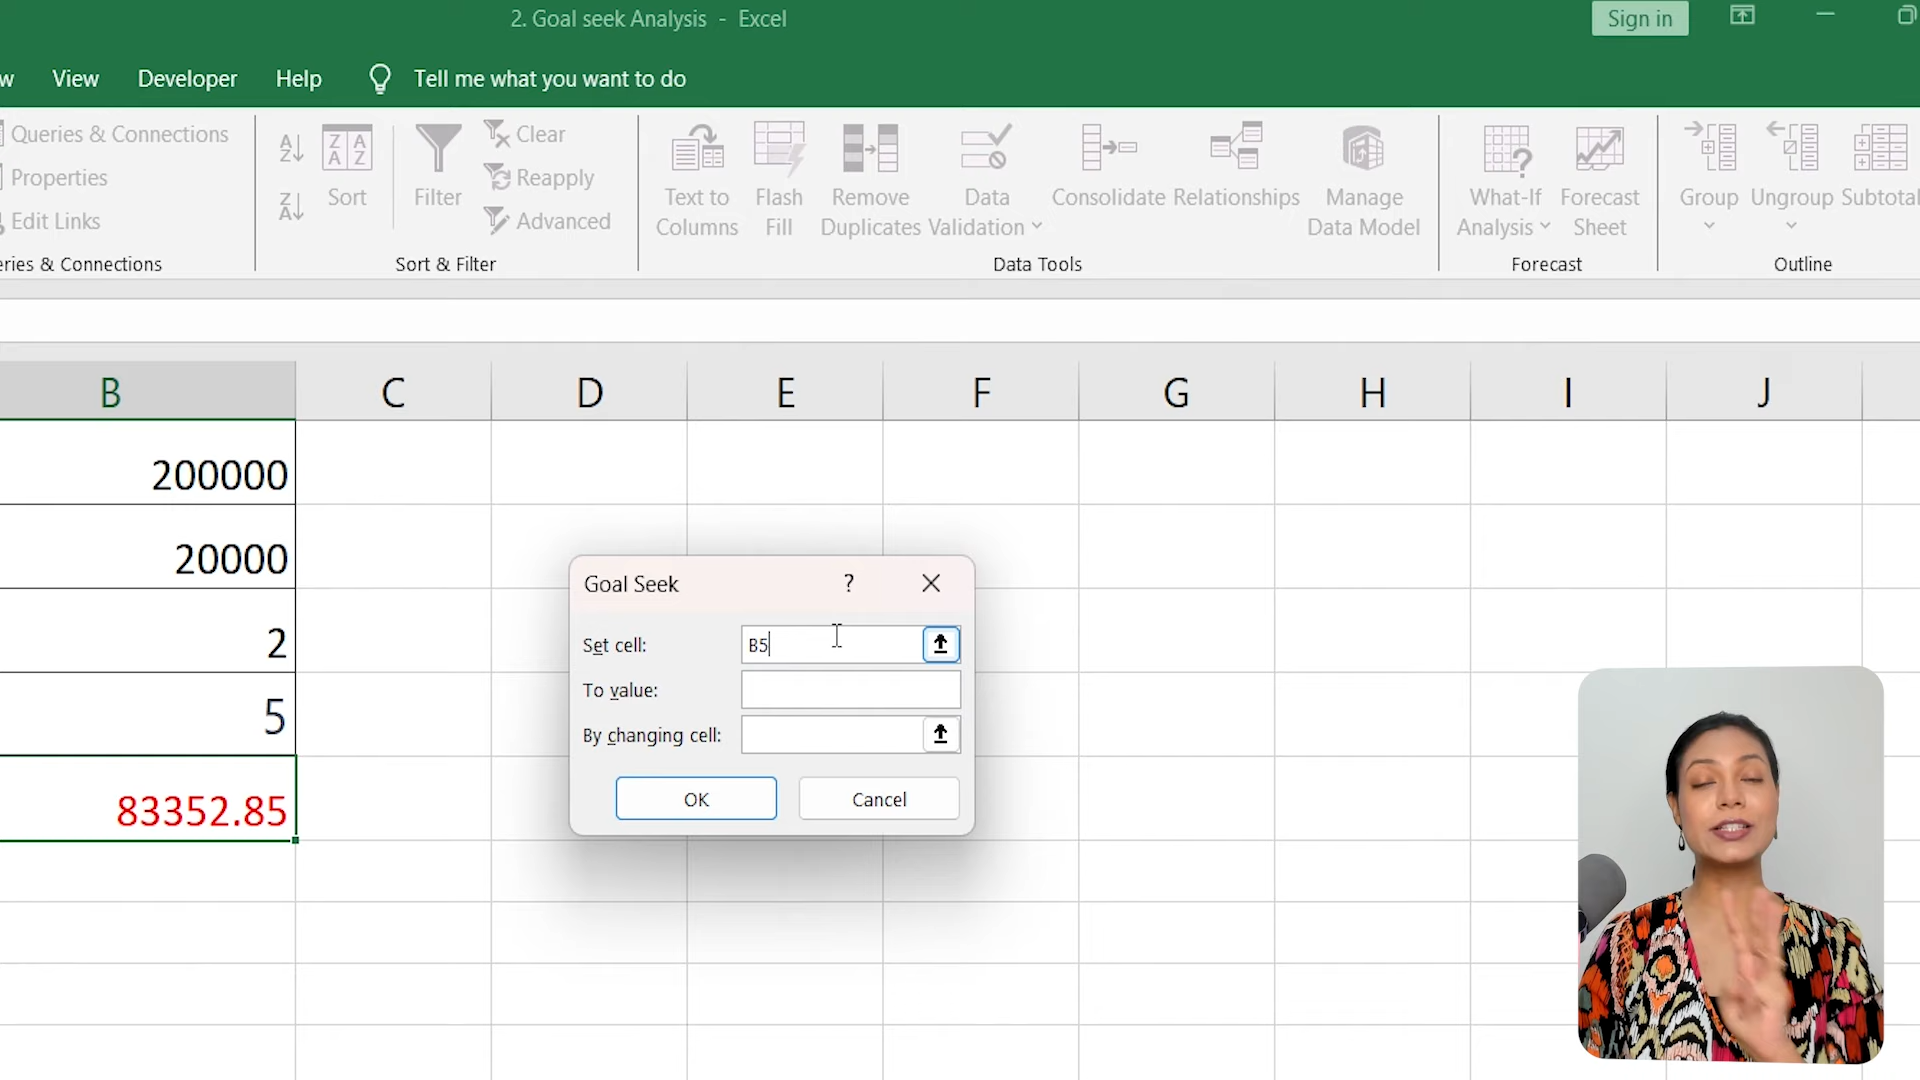 2. Goal seek Analysis - Excel
Sign in
w View Developer Help Tell me what you want to do
Queries & Connections
Properties
Edit Links
eries & Connections
Sort
Filter
Clear
Reapply
Advanced
Sort & Filter
Text to
Columns
Flash
Fill
Remove
Duplicates
Data
Validation
Consolidate
Relationships
Manage
Data Model
Data Tools
What-If
Analysis
Forecast
Sheet
Forecast
Group
Ungroup
Subtotal
Outline
B C D E F G H I J
200000
20000
2
5
83352.85
Goal Seek ?
Set cell: B5
To value:
By changing cell:
OK Cancel